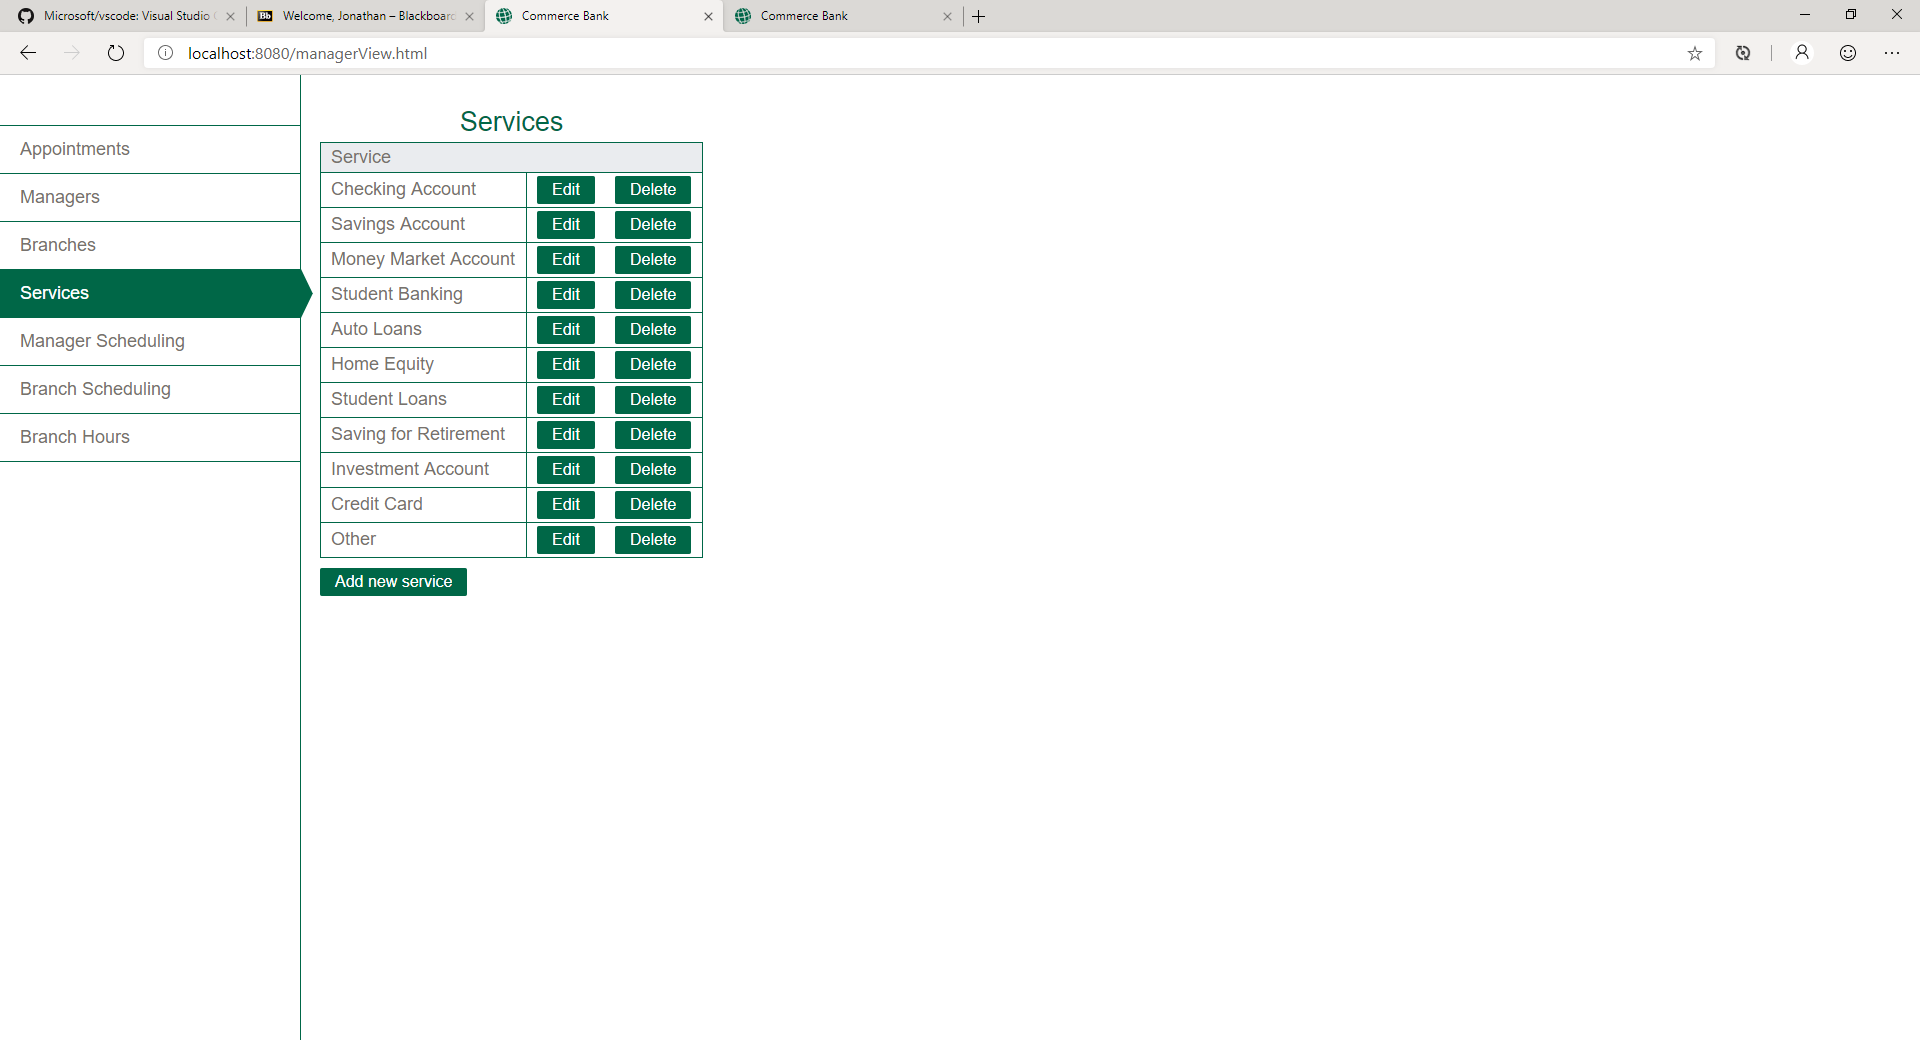 Microsoft/vscode: Visual Studio
Bb Welcome, Jonathan – Blackboard
Commerce Bank
Commerce Bank
localhost:8080/managerView.html
Appointments
Managers
Branches
Services
Manager Scheduling
Branch Scheduling
Branch Hours
Services
Service
Checking Account Edit Delete
Savings Account Edit Delete
Money Market Account Edit Delete
Student Banking Edit Delete
Auto Loans Edit Delete
Home Equity Edit Delete
Student Loans Edit Delete
Saving for Retirement Edit Delete
Investment Account Edit Delete
Credit Card Edit Delete
Other Edit Delete
Add new service